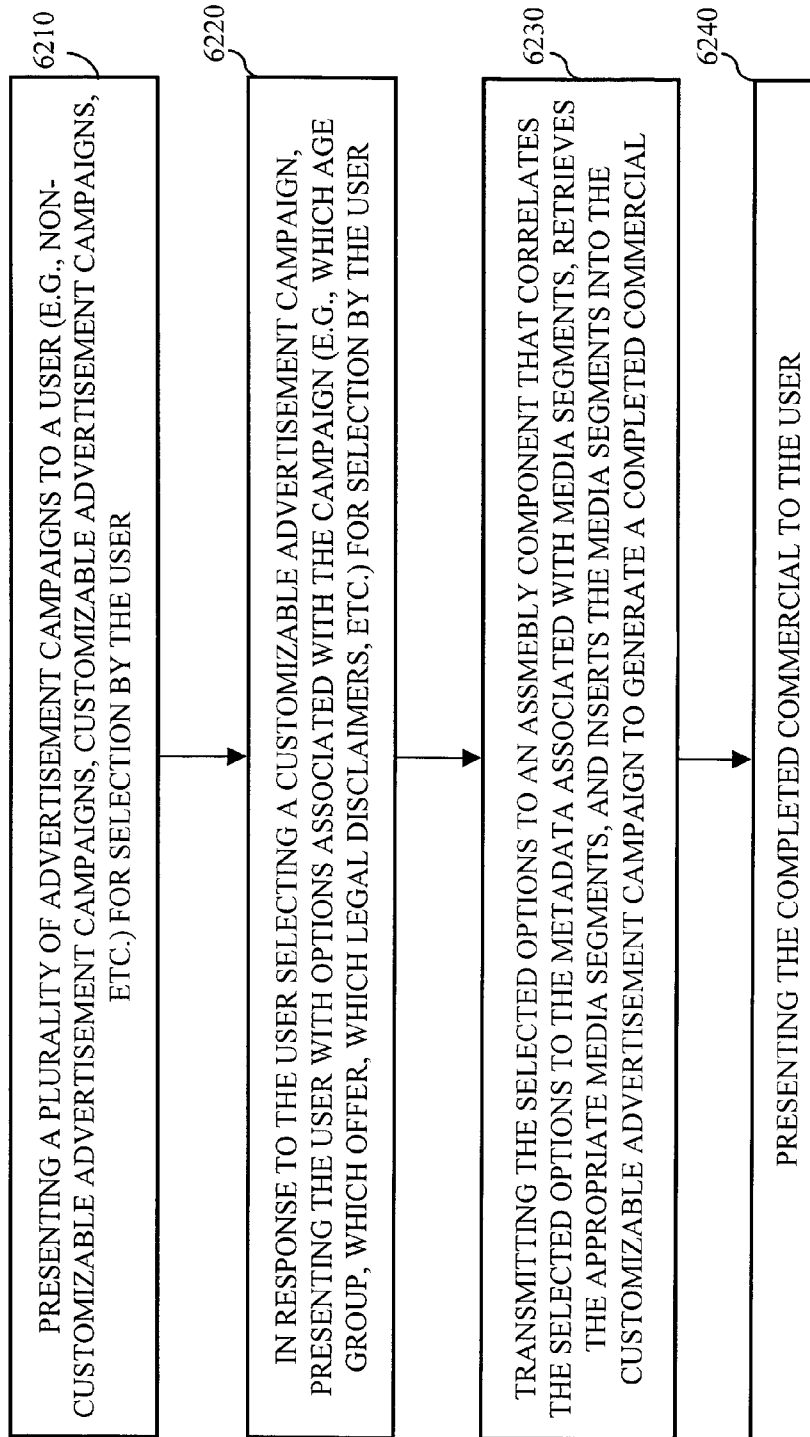 6210
PRESENTING A PLURALITY OF ADVERTISEMENT CAMPAIGNS TO A USER (E.G., NON-
CUSTOMIZABLE ADVERTISEMENT CAMPAIGNS, CUSTOMIZABLE ADVERTISEMENT CAMPAIGNS,
ETC.) FOR SELECTION BY THE USER
6220
IN RESPONSE TO THE USER SELECTING A CUSTOMIZABLE ADVERTISEMENT CAMPAIGN,
PRESENTING THE USER WITH OPTIONS ASSOCIATED WITH THE CAMPAIGN (E.G., WHICH AGE
GROUP, WHICH OFFER, WHICH LEGAL DISCLAIMERS, ETC.) FOR SELECTION BY THE USER
6230
TRANSMITTING THE SELECTED OPTIONS TO AN ASSMEBLY COMPONENT THAT CORRELATES
THE SELECTED OPTIONS TO THE METADATA ASSOCIATED WITH MEDIA SEGMENTS, RETRIEVES
THE APPROPRIATE MEDIA SEGMENTS, AND INSERTS THE MEDIA SEGMENTS INTO THE
CUSTOMIZABLE ADVERTISEMENT CAMPAIGN TO GENERATE A COMPLETED COMMERCIAL
6240
PRESENTING THE COMPLETED COMMERCIAL TO THE USER